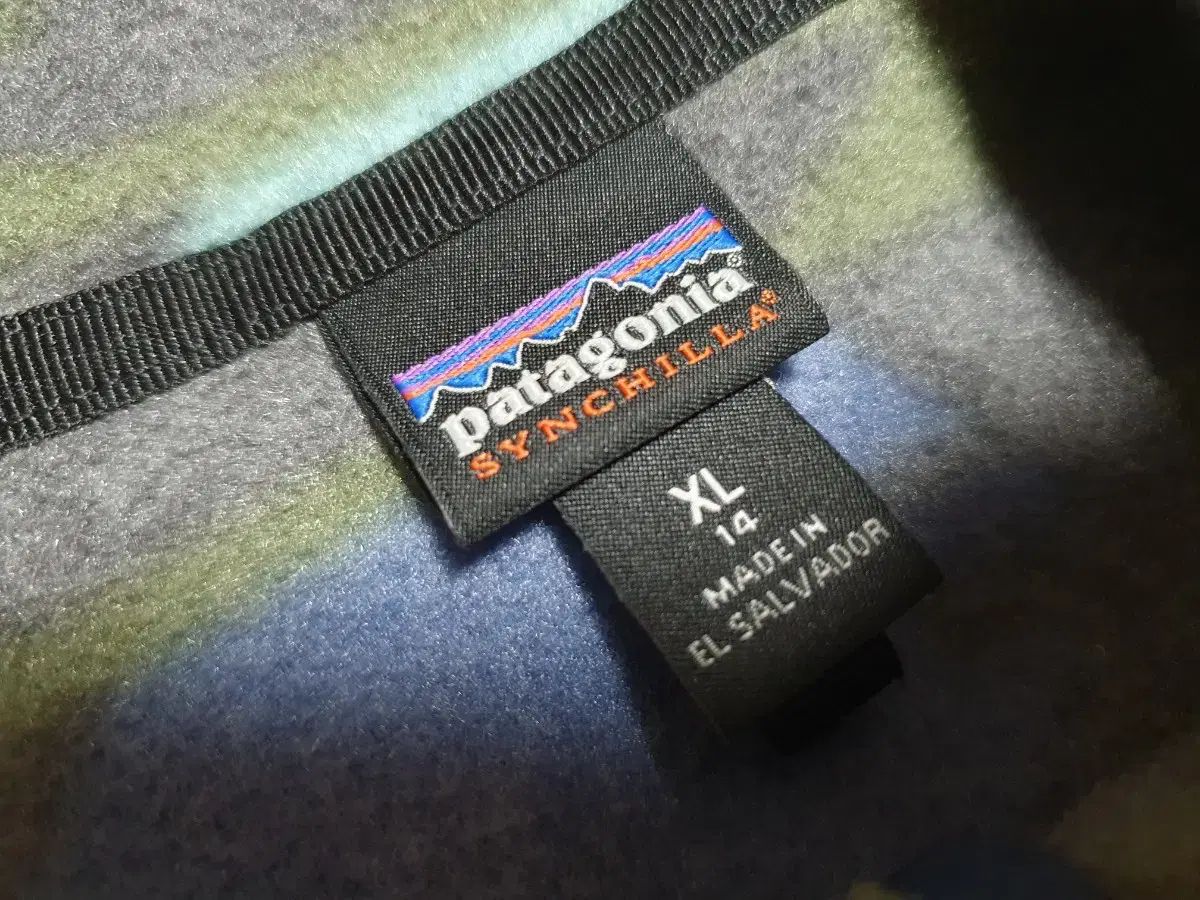 patagonia®
SYNCHILLA®
XL
14
MADE IN
EL SALVADOR